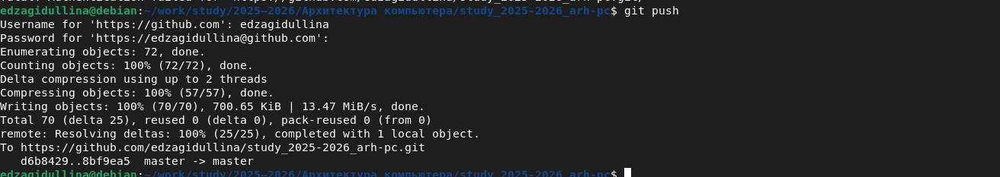 edzagidullina@debian:~/work/study/2025-2026/Архитектура компьютера/study_2025-2026_arh-pc$ git push
Username for 'https://github.com': edzagidullina
Password for 'https://edzagidullina@github.com':
Enumerating objects: 72, done.
Counting objects: 100% (72/72), done.
Delta compression using up to 2 threads
Compressing objects: 100% (57/57), done.
Writing objects: 100% (70/70), 700.65 KiB | 13.47 MiB/s, done.
Total 70 (delta 25), reused 0 (delta 0), pack-reused 0 (from 0)
remote: Resolving deltas: 100% (25/25), completed with 1 local object.
To https://github.com/edzagidullina/study_2025-2026_arh-pc.git
   d6b8429..8bf9ea5  master -> master
edzagidullina@debian:~/work/study/2025-2026/Архитектура компьютера/study_2025-2026_arh-pc$